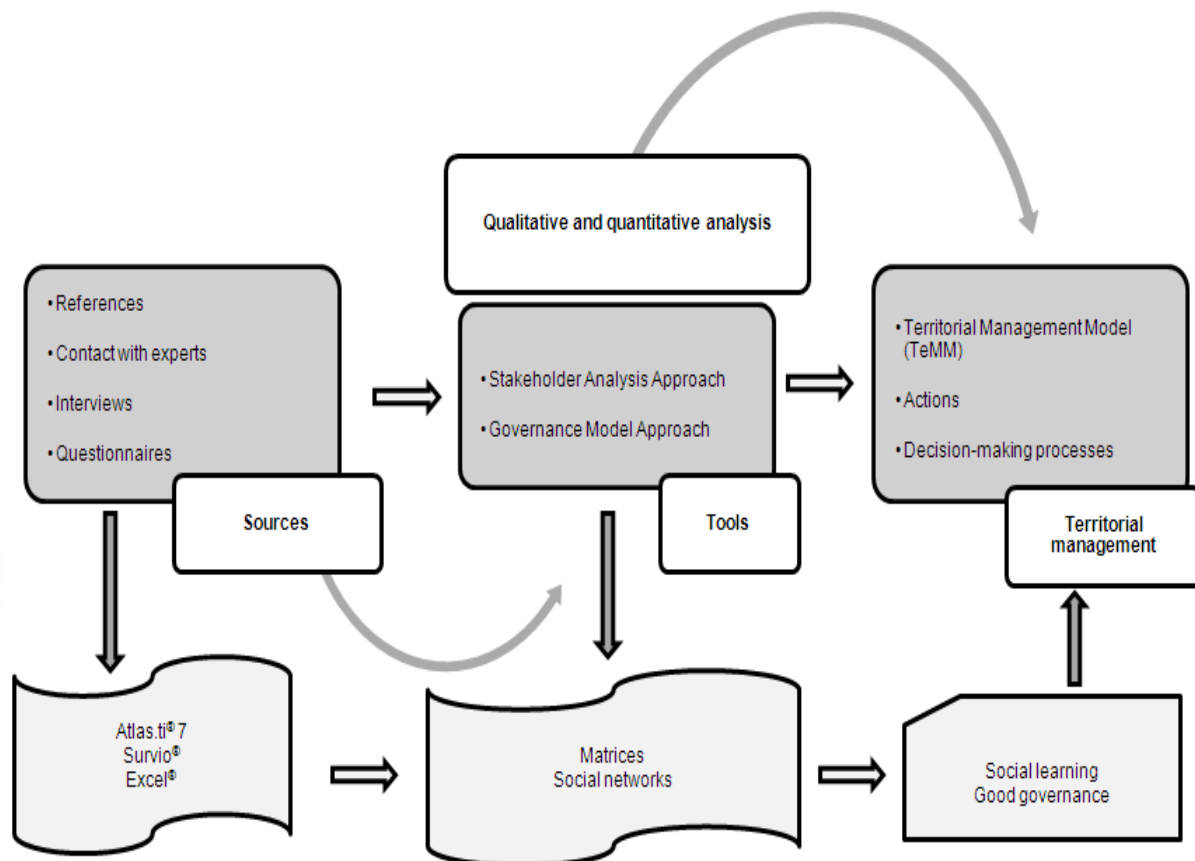 Qualitative and quantitative analysis
• References
• Contact with experts
• Interviews
• Questionnaires
Sources
• Stakeholder Analysis Approach
• Governance Model Approach
Tools
• Territorial Management Model
(TeMM)
• Actions
• Decision-making processes
Territorial
management
Atlas.ti® 7
Survio®
Excel®
Matrices
Social networks
Social learning
Good governance